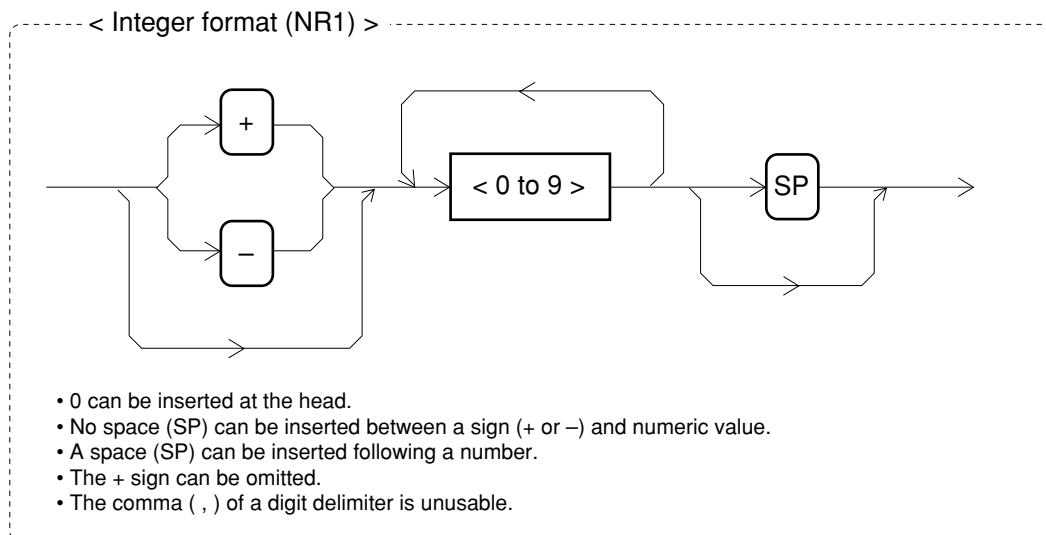 < Integer format (NR1) >
+
< 0 to 9 >
SP
–
• 0 can be inserted at the head.
• No space (SP) can be inserted between a sign (+ or –) and numeric value.
• A space (SP) can be inserted following a number.
• The + sign can be omitted.
• The comma ( , ) of a digit delimiter is unusable.